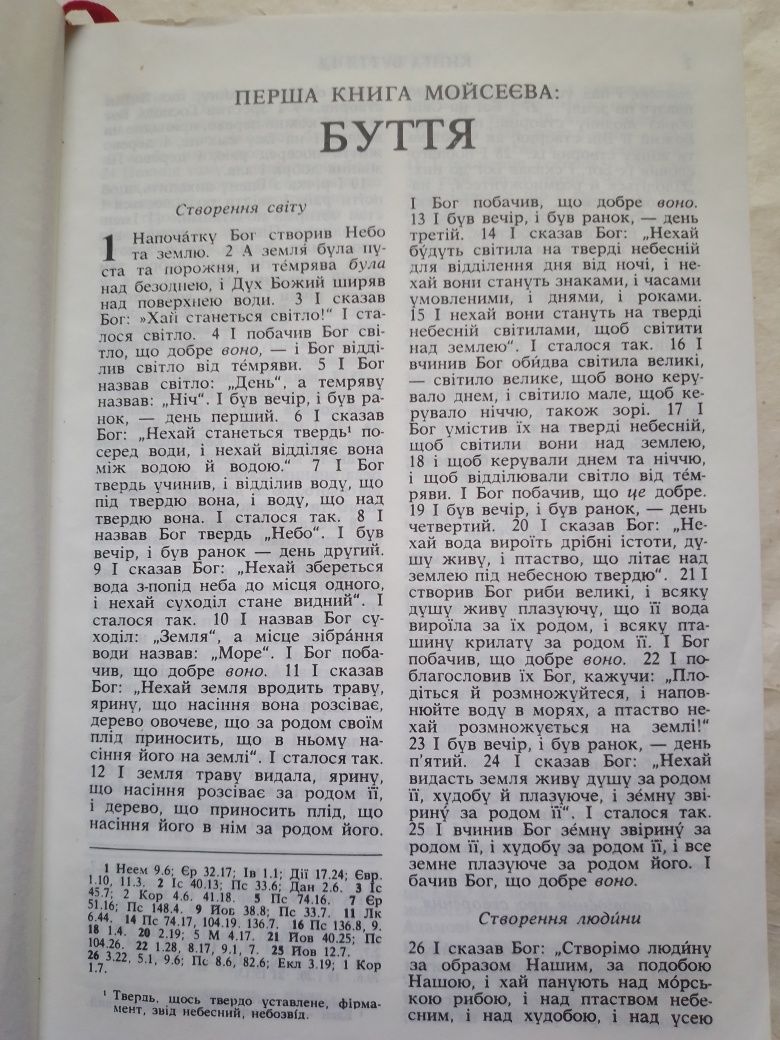 ПЕРША КНИГА МОЙСЕЄВА:
БУТТЯ
Створення світу
1 Напоча́тку Бог створив Небо
та землю. 2 А земля́ була пу-
ста та порожня, и те́мрява була
над безоднею, і Дух Божий ширяв
над поверхнею води. 3 І сказав
Бог: »Хай станеться світло!“ І ста-
лося світло. 4 І побачив Бог сві-
тло, що добре воно, — і Бог відді-
лив світло від те́мряви. 5 І Бог
назвав світло: „День“, а темряву
назвав: „Ніч“. І був вечір, і був ра-
нок, — день перший. 6 І сказав
Бог: „Нехай станеться твердь¹ по-
серед води, і нехай відділяє вона
між водою й водою.“ 7 І Бог
твердь учинив, і відділив воду, що
під твердю вона, і воду, що над
твердю вона. І сталося так. 8 І
назвав Бог твердь „Небо“. І був
вечір, і був ранок — день другий.
9 І сказав Бог: „Нехай збереться
вода з-попід неба до місця одного,
і нехай суходіл стане видний“. І
сталося так. 10 І назвав Бог су-
ходіл: „Земля“, а місце зібра́ння
води назвав: „Море“. І Бог поба-
чив, що добре воно. 11 І сказав
Бог: „Нехай земля вродить траву,
ярину, що насіння вона розсіває,
дерево овочеве, що за родом своїм
плід приносить, що в ньому на-
сіння його на землі“. І сталося так.
12 І земля траву видала, ярину,
що насіння розсіває за родом її,
і дерево, що приносить плід, що
насіння його в нім за родом його.
1 Неем 9.6; Єр 32.17; Ів 1.1; Дії 17.24; Євр.
1.10, 11.3. 2 Іс 40.13; Пс 33.6; Дан 2.6. 3 Іс
45.7; 2 Кор 4.6. 41.18. 5 Пс 74.16. 7 Єр
51.16; Пс 148.4. 9 Йов 38.8; Пс 33.7. 11 Лк
6.44. 14 Пс 74.17, 104.19. 136.7. 16 Пс 136.8, 9.
18 1.4. 20 2.19; 5 М 4.17. 21 Йов 40.25; Пс
104.26. 22 1.28, 8.17, 9.1, 7. 25 Йов 12.7.
26 3.22, 5.1, 9.6; Пс 8.6, 82.6; Екл 3.19; 1 Кор
1.7.
¹ Твердь, щось твердо уставлене, фірма-
мент, звід небесний, небозвід.
І Бог побачив, що добре воно.
13 І був вечір, і був ранок, — день
третій. 14 І сказав Бог: „Нехай
бу́дуть світила на тверді небесній
для відділення дня від ночі, і не-
хай вони стануть знаками, і часами
умовленими, і днями, і роками.
15 І нехай вони стануть на тверді
небесній світилами, щоб світити
над землею“. І сталося так. 16 І
вчинив Бог оби́два світила великі,
— світило велике, щоб воно керу-
вало днем, і світило мале, щоб ке-
рувало ніччю, також зорі. 17 І
Бог умістив їх на тверді небесній,
щоб світили вони над землею,
18 і щоб керували днем та ніччю,
і щоб відділювали світло від те́м-
ряви. І Бог побачив, що це добре.
19 І був вечір, і був ранок, — день
четвертий. 20 І сказав Бог: „Не-
хай вода вироїть дрібні істоти, ду-
шу живу, і птаство, що літає над
землею під небесною твердю“. 21 І
створив Бог риби великі, і всяку
душу живу плазуючу, що її вода
вироїла за їх родом, і всяку пта-
шину крилату за родом її. І Бог
побачив, що добре воно. 22 І по-
благословив їх Бог, кажучи: „Пло-
діться й розмножуйтеся, і напов-
нюйте воду в морях, а птаство не-
хай розмножується на землі!“
23 І був вечір, і був ранок, — день
п'ятий. 24 І сказав Бог: „Нехай
видасть земля живу душу за родом
її, худобу й плазуюче, і зе́мну зві-
рину́ за родом її“. І сталося так.
25 І вчинив Бог зе́мну звірину́ за
родом її, і худобу за родом її, і все
земне плазуюче за родом його. І
бачив Бог, що добре воно.
Створення люди́ни
26 І сказав Бог: „Створімо люди́ну
за образом Нашим, за подобою
Нашою, і хай панують над мо́рсь-
кою рибою, і над птаством небе-
сним, і над худобою, і над усею